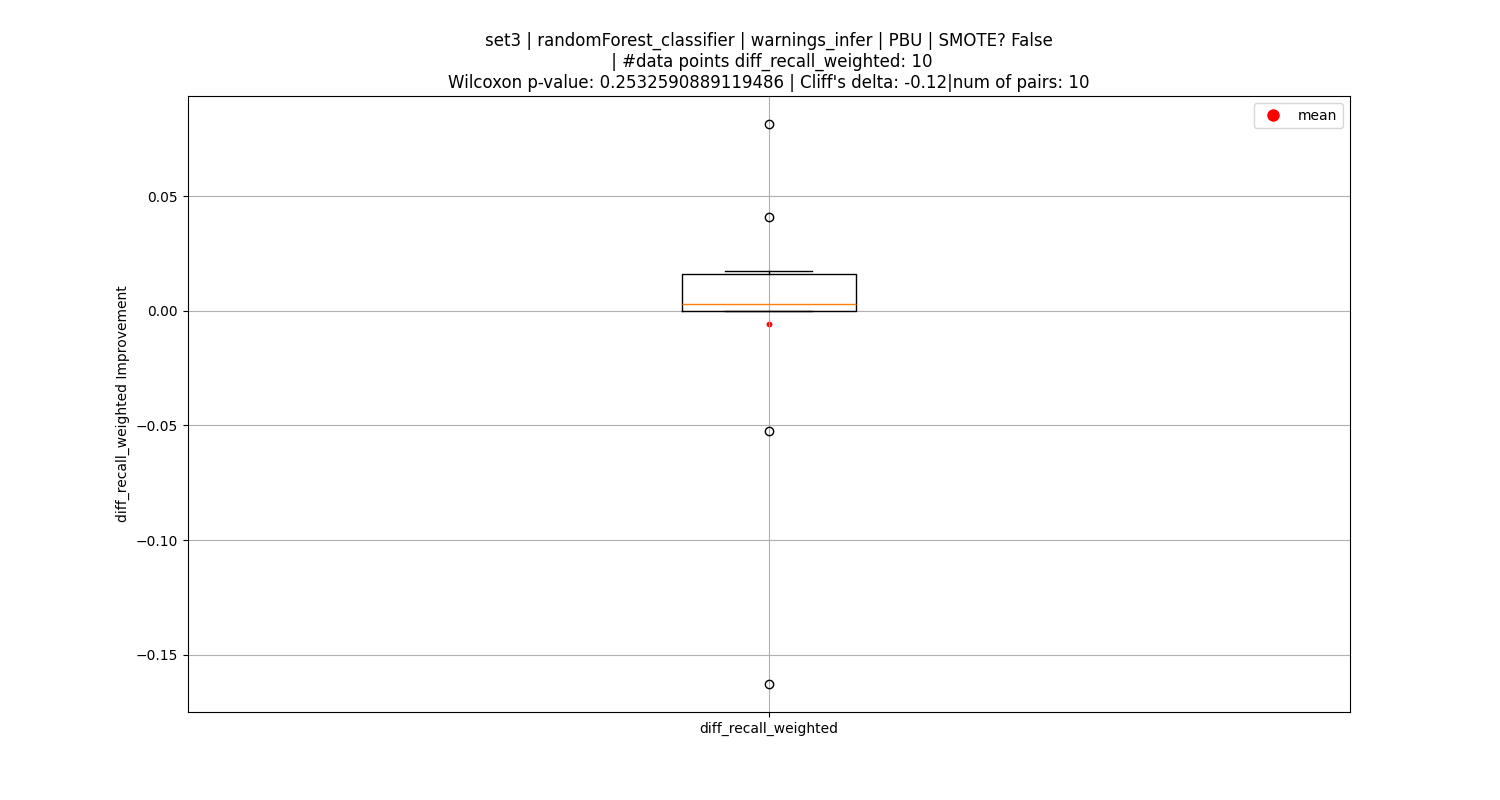 set3 | randomForest_classifier | warnings_infer | PBU | SMOTE? False
| #data points diff_recall_weighted: 10
Wilcoxon p-value: 0.2532590889119486 | Cliff's delta: -0.12|num of pairs: 10
mean
0.05
0.00
−0.05
−0.10
−0.15
diff_recall_weighted Improvement
diff_recall_weighted